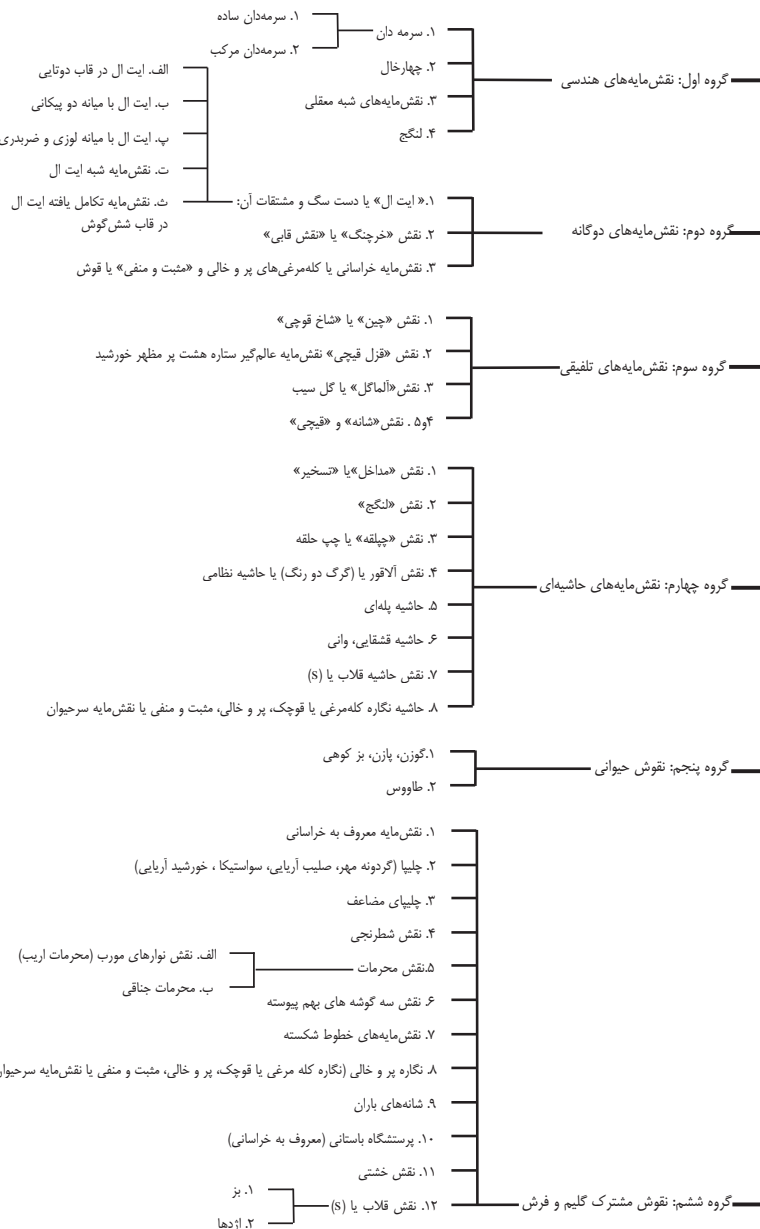 گروه اول: نقش‌مایه‌های هندسی
۱. سرمه دان
۱. سرمه‌دان ساده
۲. سرمه‌دان مرکب
۲. چهارخال
۳. نقش‌مایه‌های شبه معقلی
۴. لنگج
گروه دوم: نقش‌مایه‌های دوگانه
۱.« ایت ال» یا دست سگ و مشتقات آن:
الف. ایت ال در قاب دوتایی
ب. ایت ال با میانه دو پیکانی
پ. ایت ال با میانه لوزی و ضربدری
ت. نقش‌مایه شبه ایت ال
ث. نقش‌مایه تکامل یافته ایت ال
در قاب شش‌گوش
۲. نقش «خرچنگ» یا «نقش قابی»
۳. نقش‌مایه خراسانی یا کله‌مرغی‌های پر و خالی و «مثبت و منفی» یا قوش
گروه سوم: نقش‌مایه‌های تلفیقی
۱. نقش «چین» یا «شاخ قوچی»
۲. نقش «قزل قیچی» نقش‌مایه عالم‌گیر ستاره هشت پر مظهر خورشید
۳. نقش«آلماگل» یا گل سیب
۴و۵ . نقش«شانه» و «قیچی»
گروه چهارم: نقش‌مایه‌های حاشیه‌ای
۱. نقش «مداخل»یا «تسخیر»
۲. نقش «لنگج»
۳. نقش «چپلقه» یا چپ حلقه
۴. نقش آلاقور یا (گرگ دو رنگ) یا حاشیه نظامی
۵. حاشیه پله‌ای
۶. حاشیه قشقایی، وانی
۷. نقش حاشیه قلاب یا (s)
۸. حاشیه نگاره کله‌مرغی یا قوچک، پر و خالی، مثبت و منفی یا نقش‌مایه سرحیوان
گروه پنجم: نقوش حیوانی
۱.گوزن، پازن، بز کوهی
۲. طاووس
گروه ششم: نقوش مشترک گلیم و فرش
۱. نقش‌مایه معروف به خراسانی
۲. چلیپا (گردونه مهر، صلیب آریایی، سواستیکا ، خورشید آریایی)
۳. چلیپای مضاعف
۴. نقش شطرنجی
۵.نقش محرمات
الف. نقش نوارهای مورب (محرمات اریب)
ب. محرمات جناقی
۶. نقش سه گوشه های بهم پیوسته
۷. نقش‌مایه‌های خطوط شکسته
۸. نگاره پر و خالی (نگاره کله مرغی یا قوچک، پر و خالی، مثبت و منفی یا نقش‌مایه سرحیوان
۹. شانه‌های باران
۱۰. پرستشگاه باستانی (معروف به خراسانی)
۱۱. نقش خشتی
۱۲. نقش قلاب یا (s)
۱. بز
۲. اژدها